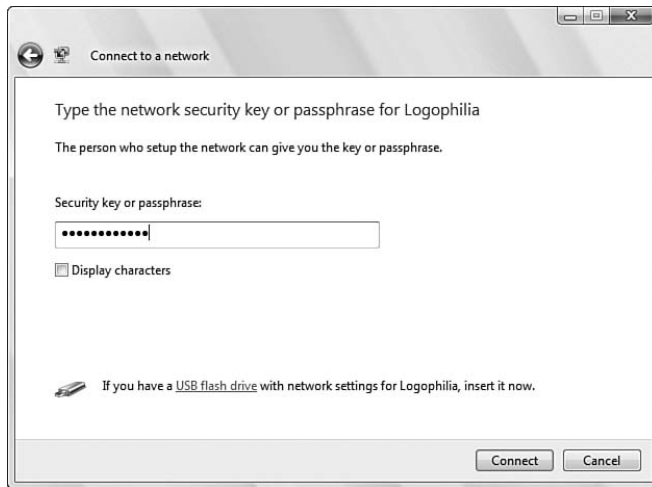 Connect to a network
Type the network security key or passphrase for Logophilia
The person who setup the network can give you the key or passphrase.
Security key or passphrase:
••••••••••••
Display characters
If you have a USB flash drive with network settings for Logophilia, insert it now.
Connect Cancel